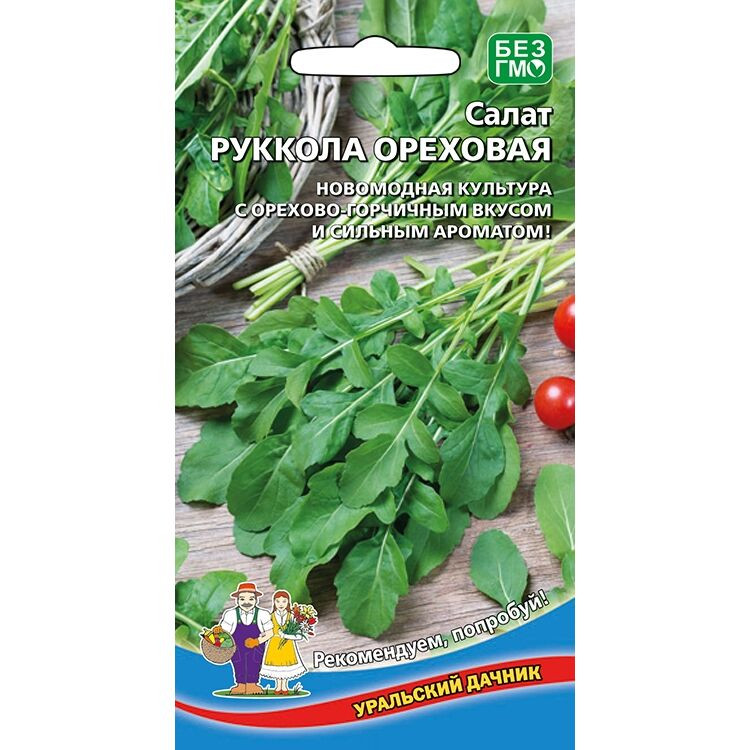 БЕЗ
ГМО
Салат
РУККОЛА ОРЕХОВАЯ
НОВОМОДНАЯ КУЛЬТУРА
С ОРЕХОВО-ГОРЧИЧНЫМ ВКУСОМ
И СИЛЬНЫМ АРОМАТОМ!
Рекомендуем, попробуй!
УРАЛЬСКИЙ ДАЧНИК